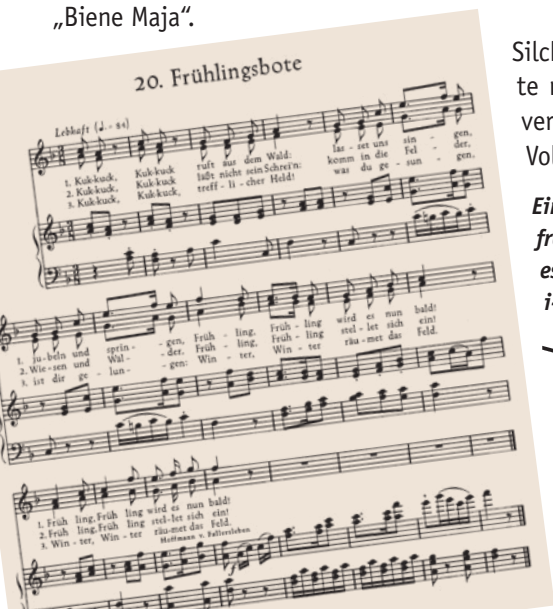 „Biene Maja“.
20. Frühlingsbote
Lebhaft (♩.= 84)
1. Kuk-kuck, Kuk-kuck ruft aus dem Wald: las - set uns sin - gen,
2. Kuk-kuck, Kuk-kuck läßt nicht sein Schrei'n: komm in die Fel - der,
3. Kuk-kuck, Kuk-kuck, treff - li - cher Held! was du ge - sun - gen,
1. ju - beln und sprin - gen, Früh - ling, Früh - ling wird es nun bald!
2. Wie - sen und Wal - der, Früh - ling, Früh - ling stel - let sich ein!
3. ist dir ge - lun - gen: Win - ter, Win - ter räu - met das Feld.
1. Früh ling, Früh ling wird es nun bald!
2. Früh ling, Früh ling stel - let sich ein!
3. Win - ter, Win - ter räu - met das Feld.
Hoffmann v. Fallersleben
Silch
te
ver
Vol
Ein
es
i-